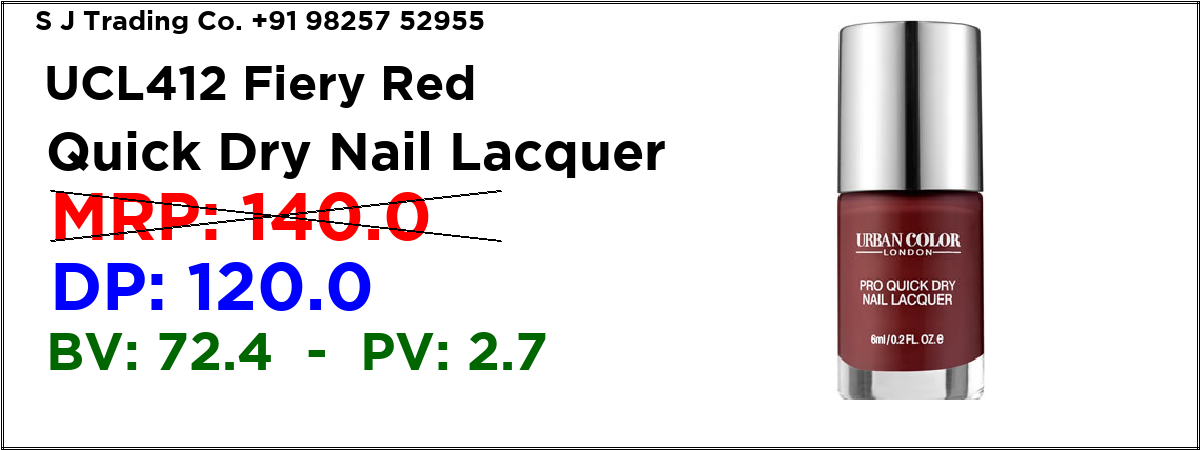 S J Trading Co. +91 98257 52955
UCL412 Fiery Red
Quick Dry Nail Lacquer
MRP: 140.0
DP: 120.0
BV: 72.4 - PV: 2.7
URBAN COLOR
LONDON
PRO QUICK DRY
NAIL LACQUER
6ml/0.2 FL. OZ.e